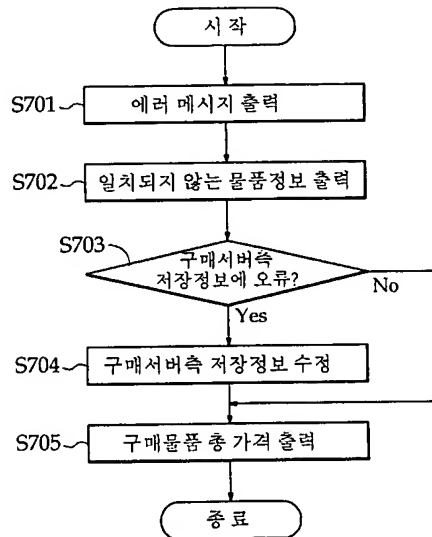 시작
S701
에러 메시지 출력
S702
일치되지 않는 물품정보 출력
S703
구매서버측
저장정보에 오류?
No
Yes
S704
구매서버측 저장정보 수정
S705
구매물품 총 가격 출력
종료